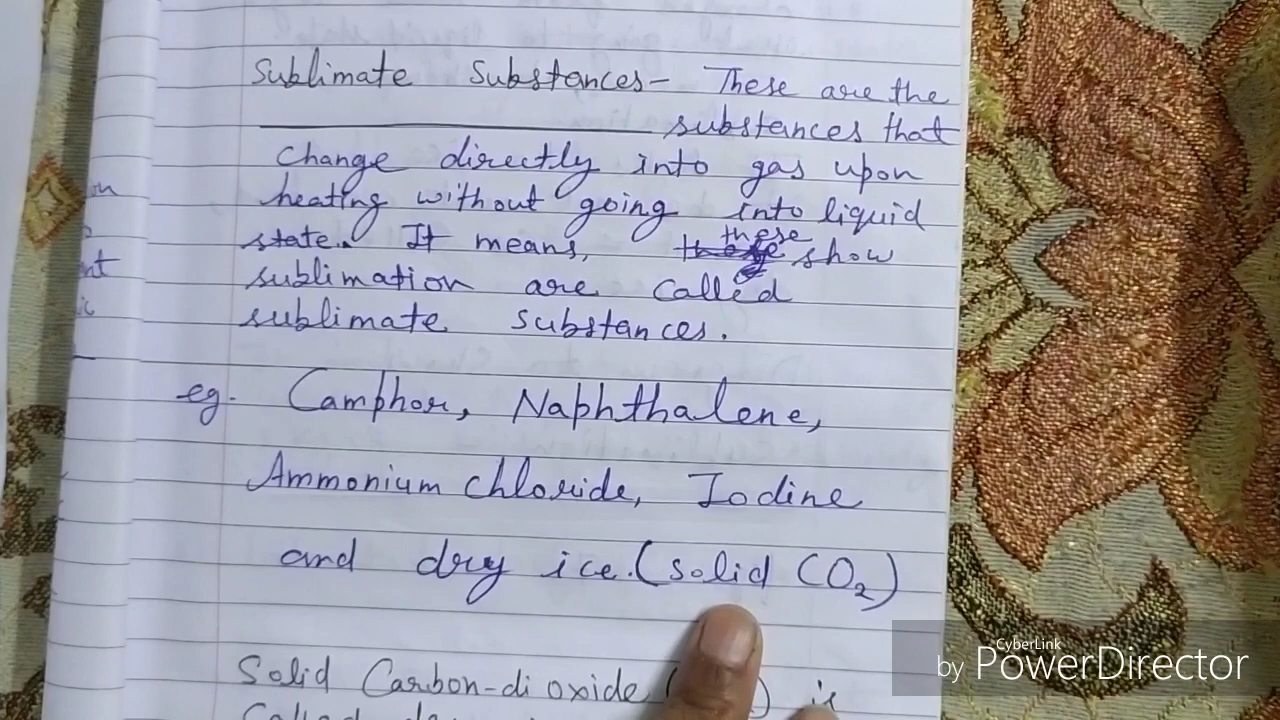 Sublimate Substances - These are the
substances that
change directly into gas upon
heating without going into liquid
state. It means, these show
sublimation are called
sublimate substances.
eg. Camphor, Naphthalene,
Ammonium chloride, Iodine
and dry ice. (solid CO₂)
Solid Carbon-di oxide ( ) is
Called
CyberLink
by PowerDirector